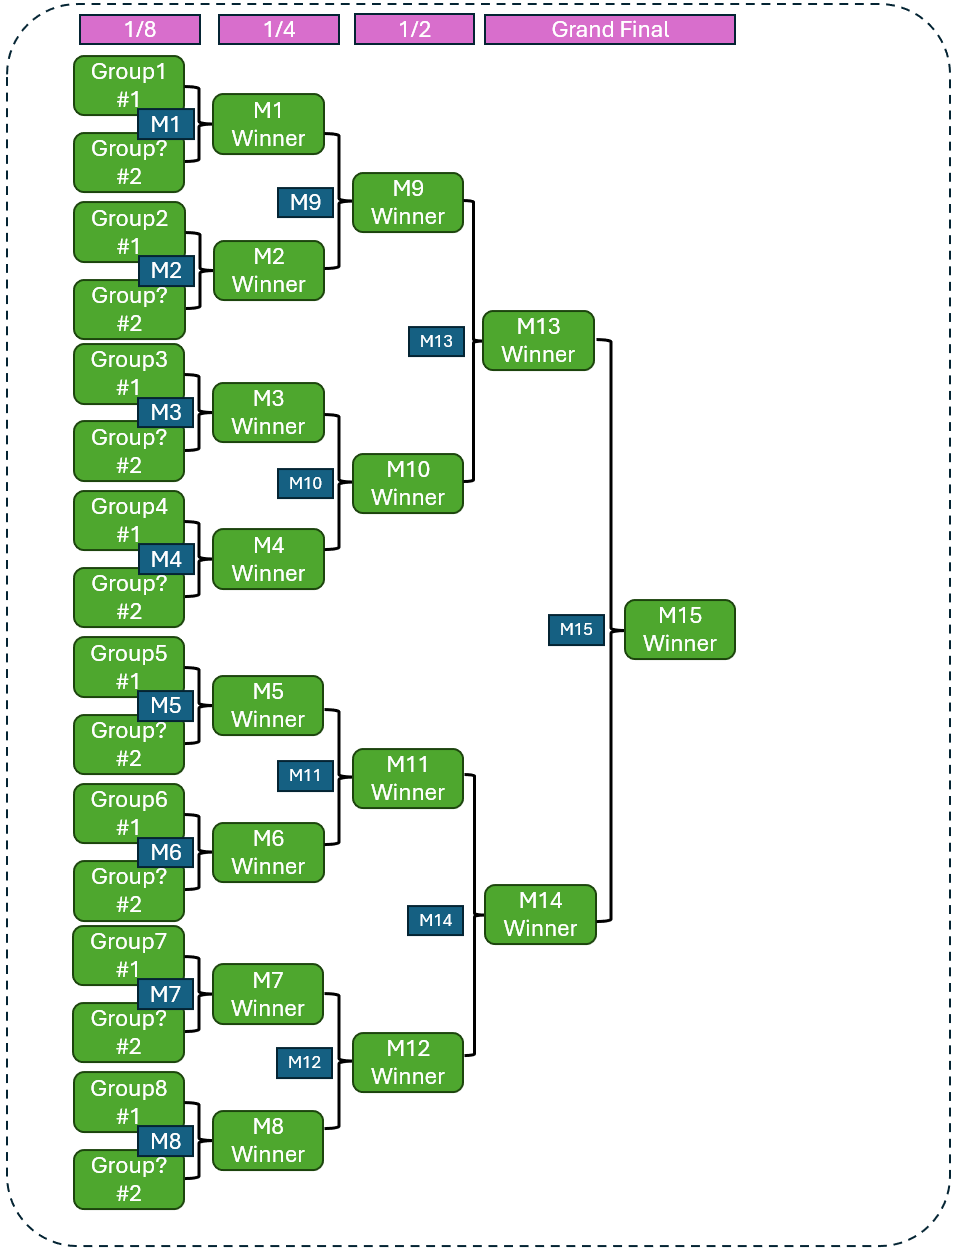 1/8
1/4
1/2
Grand Final
Group1
#1
M1
Group?
#2
Group2
#1
M2
Group?
#2
Group3
#1
M3
Group?
#2
Group4
#1
M4
Group?
#2
Group5
#1
M5
Group?
#2
Group6
#1
M6
Group?
#2
Group7
#1
M7
Group?
#2
Group8
#1
M8
Group?
#2
M1
Winner
M9
M2
Winner
M3
Winner
M10
M4
Winner
M5
Winner
M11
M6
Winner
M7
Winner
M12
M8
Winner
M9
Winner
M13
M10
Winner
M11
Winner
M14
M12
Winner
M13
Winner
M15
M14
Winner
M15
Winner